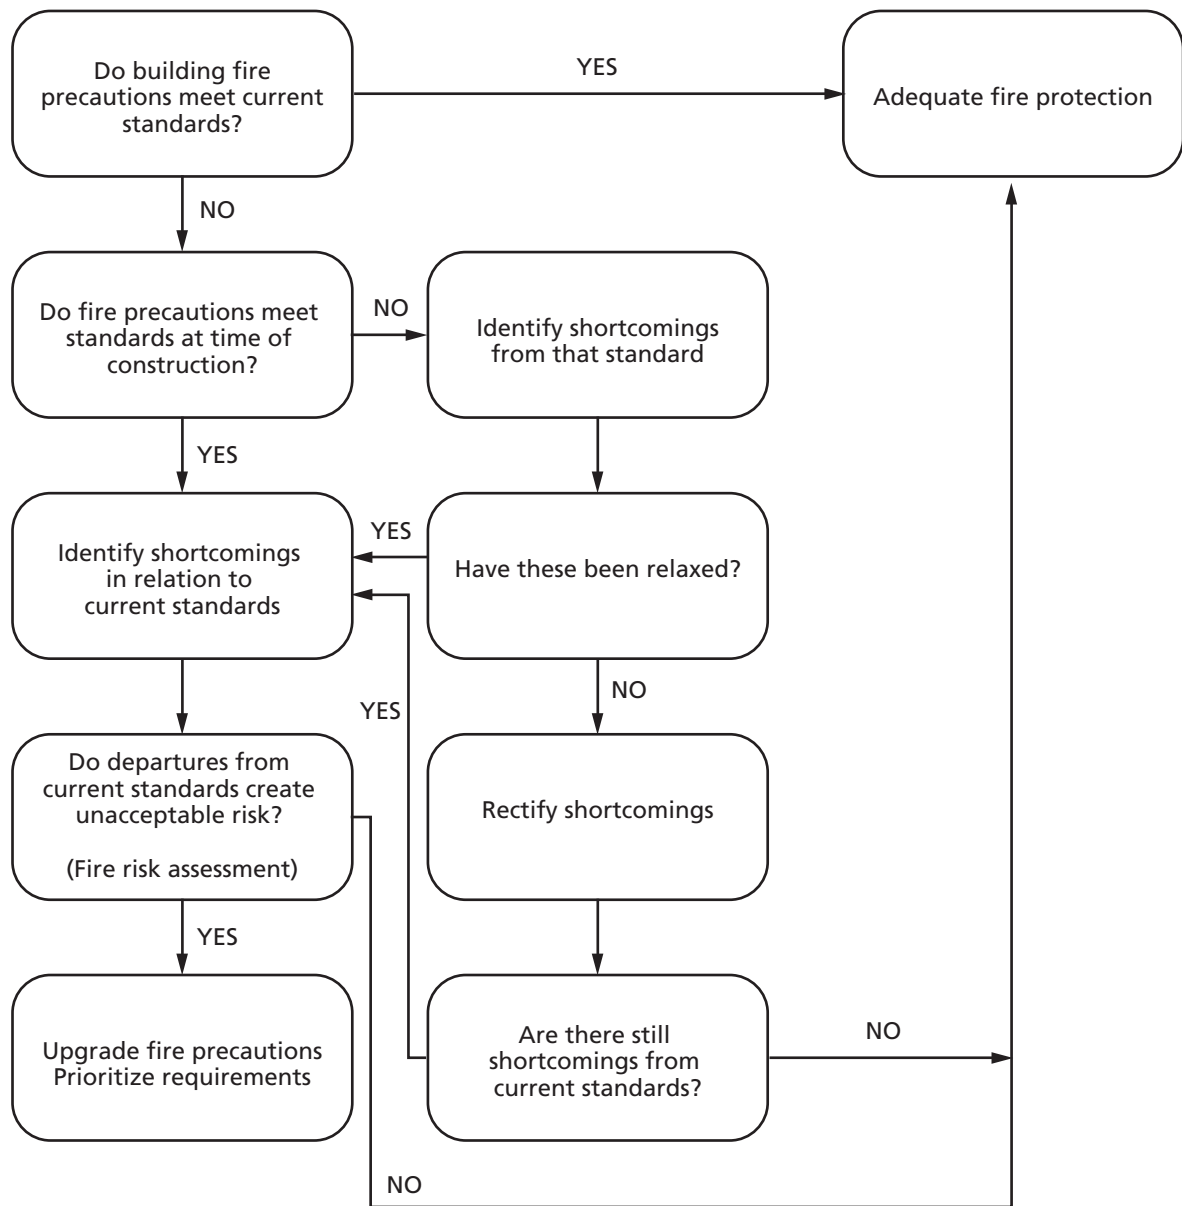 Do building fire
precautions meet current
standards?
YES
Adequate fire protection
NO
Do fire precautions meet
standards at time of
construction?
NO
Identify shortcomings
from that standard
YES
Identify shortcomings
in relation to
current standards
YES
Have these been relaxed?
NO
YES
Do departures from
current standards create
unacceptable risk?
(Fire risk assessment)
Rectify shortcomings
YES
Upgrade fire precautions
Prioritize requirements
Are there still
shortcomings from
current standards?
NO
NO